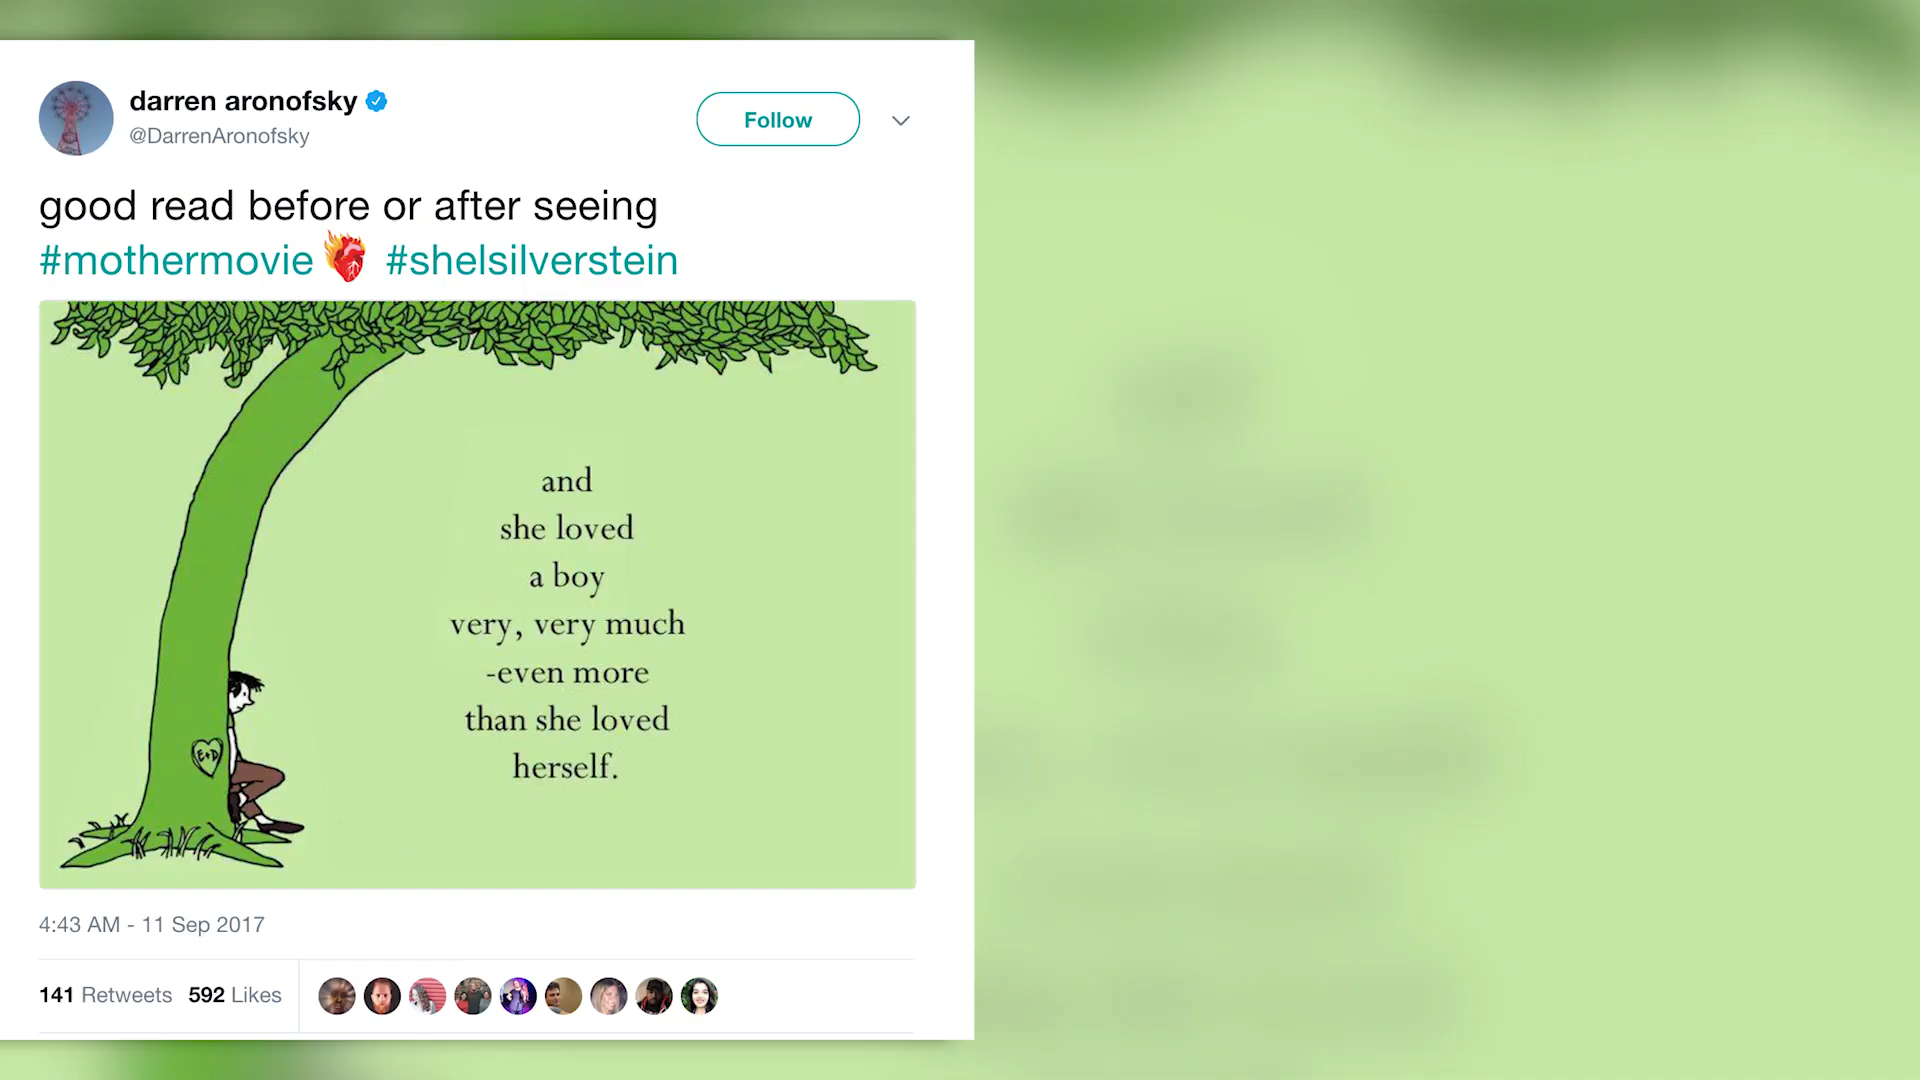 darren aronofsky
@DarrenAronofsky
Follow
good read before or after seeing
#mothermovie #shelsilverstein
and
she loved
a boy
very, very much
-even more
than she loved
herself.
E+D
4:43 AM - 11 Sep 2017
141 Retweets 592 Likes